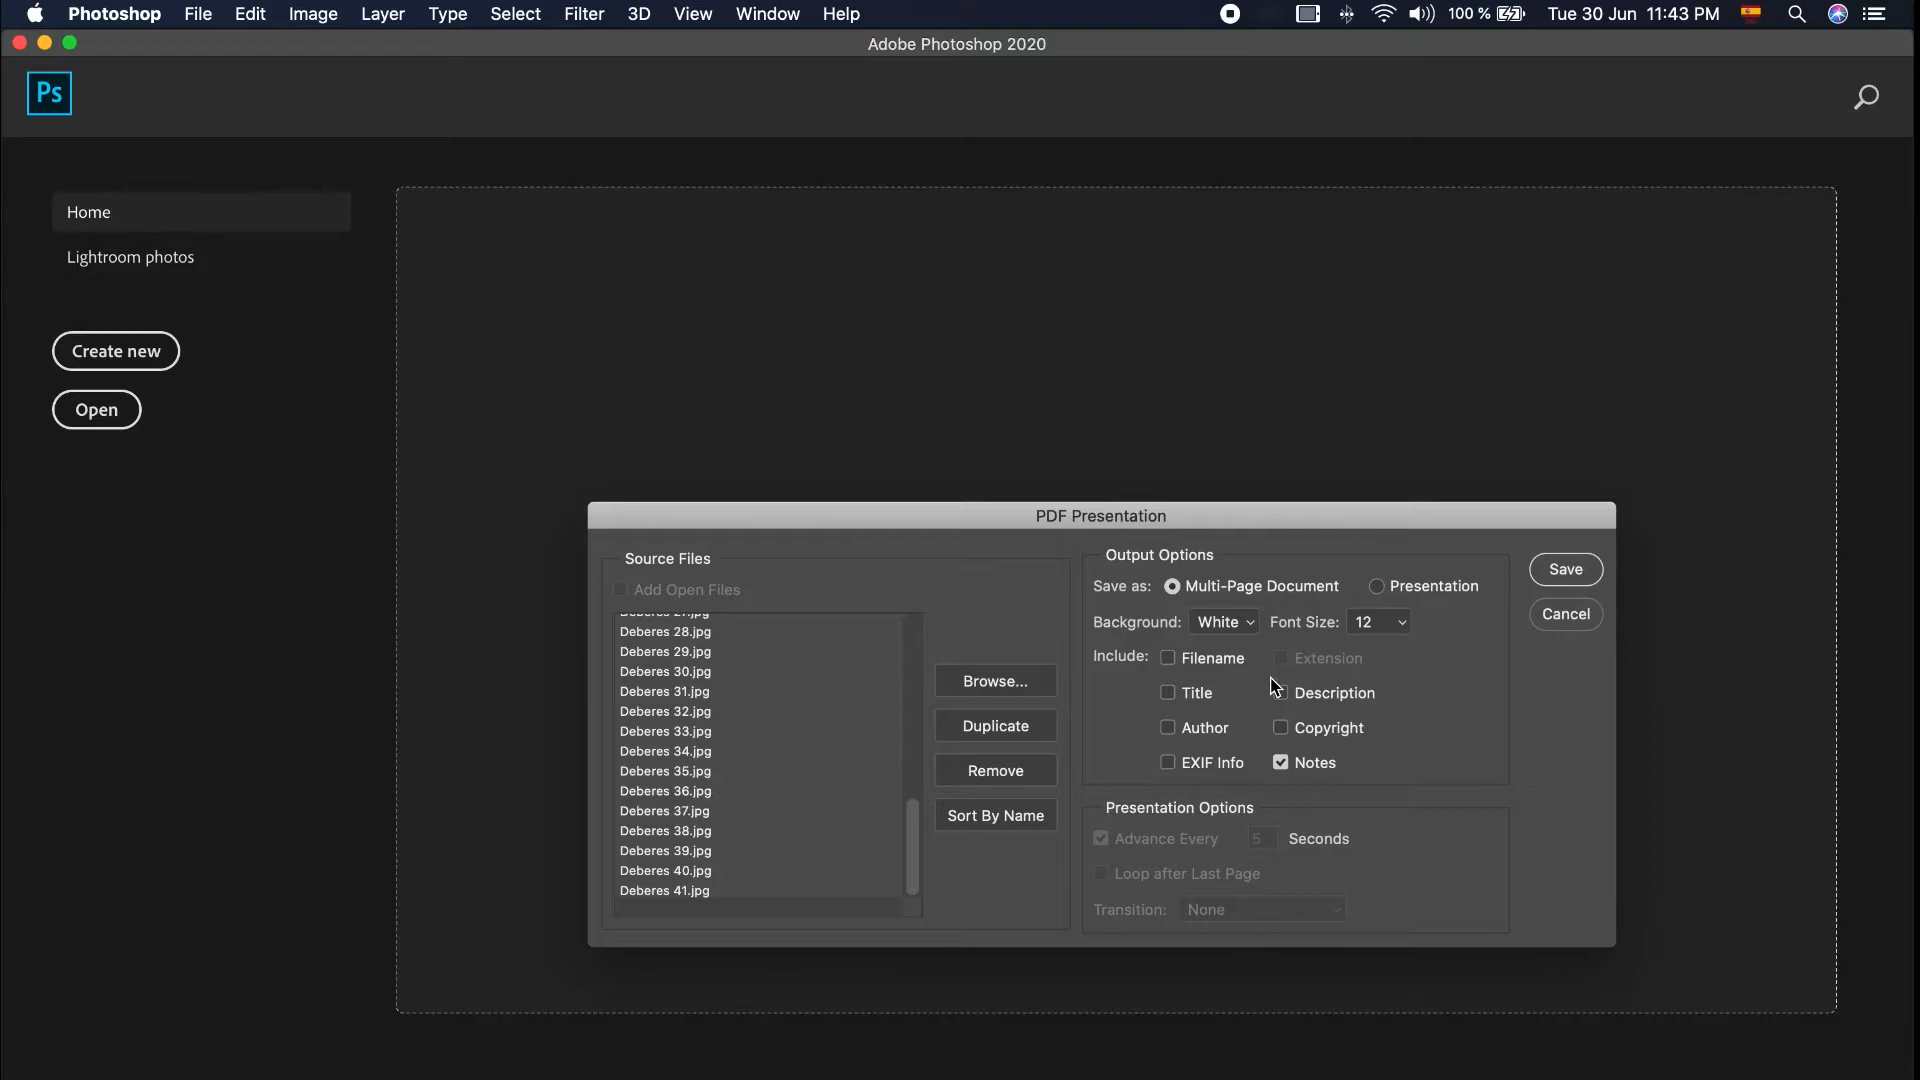 Photoshop File Edit Image Layer Type Select Filter 3D View Window Help 100 % Tue 30 Jun 11:43 PM
Adobe Photoshop 2020
Ps
Home
Lightroom photos
Create new
Open
PDF Presentation
Source Files
Add Open Files
Deberes 27.jpg
Deberes 28.jpg
Deberes 29.jpg
Deberes 30.jpg
Deberes 31.jpg
Deberes 32.jpg
Deberes 33.jpg
Deberes 34.jpg
Deberes 35.jpg
Deberes 36.jpg
Deberes 37.jpg
Deberes 38.jpg
Deberes 39.jpg
Deberes 40.jpg
Deberes 41.jpg
Browse...
Duplicate
Remove
Sort By Name
Output Options
Save as: Multi-Page Document Presentation
Background: White Font Size: 12
Include: Filename Extension
Title Description
Author Copyright
EXIF Info Notes
Presentation Options
Advance Every 5 Seconds
Loop after Last Page
Transition: None
Save
Cancel